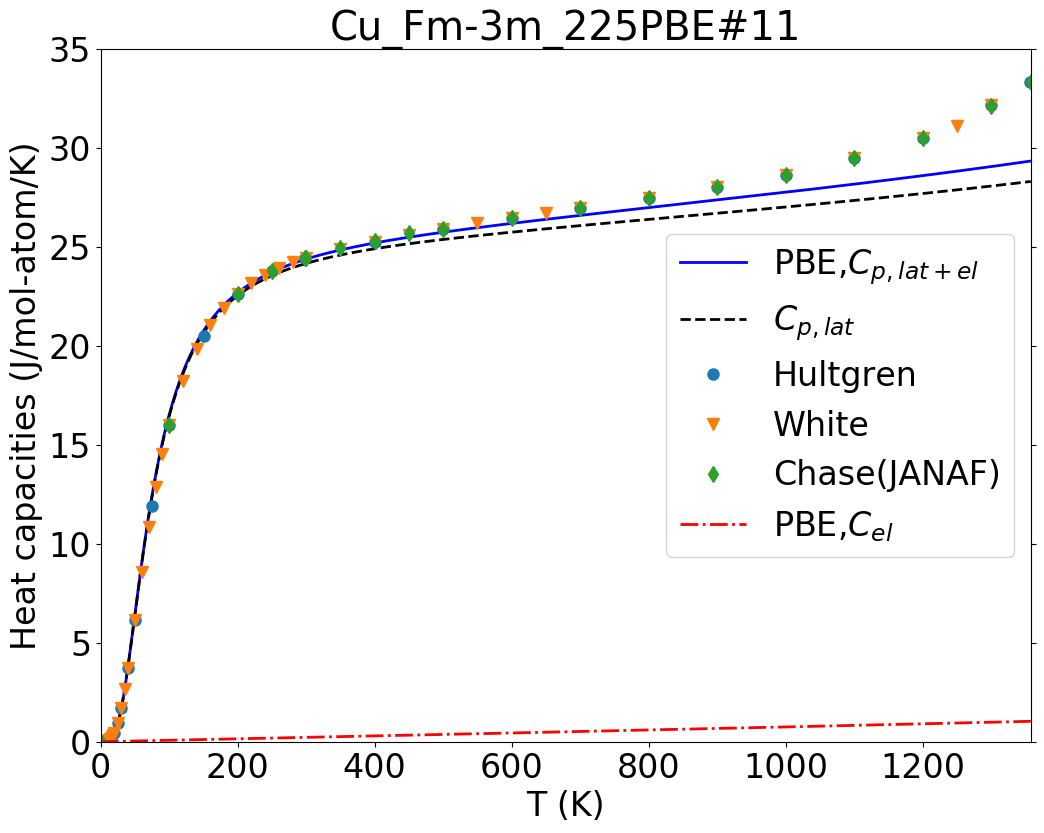 Cu_Fm-3m_225PBE#11
Heat capacities (J/mol-atom/K)
35
30
25
20
15
10
5
0
PBE,C_{p, lat + el}
C_{p, lat}
Hultgren
White
Chase(JANAF)
PBE,C_{el}
0 200 400 600 800 1000 1200
T (K)